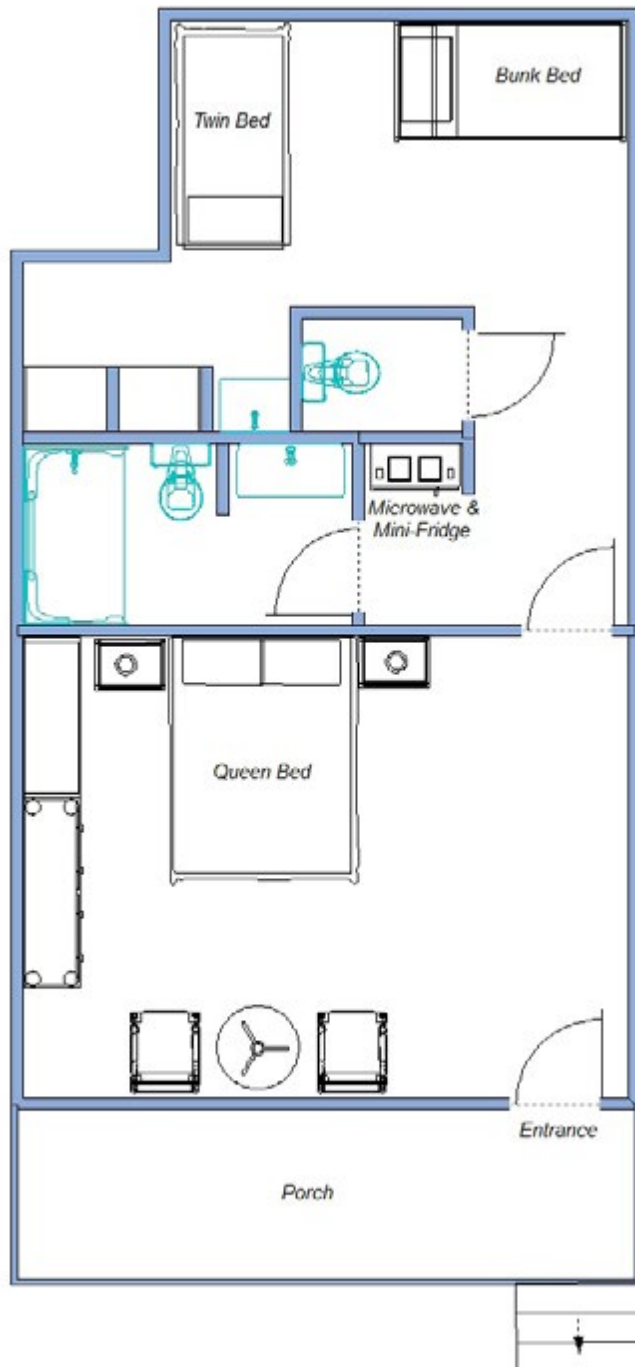 Bunk Bed
Twin Bed
Microwave &
Mini-Fridge
Queen Bed
Entrance
Porch